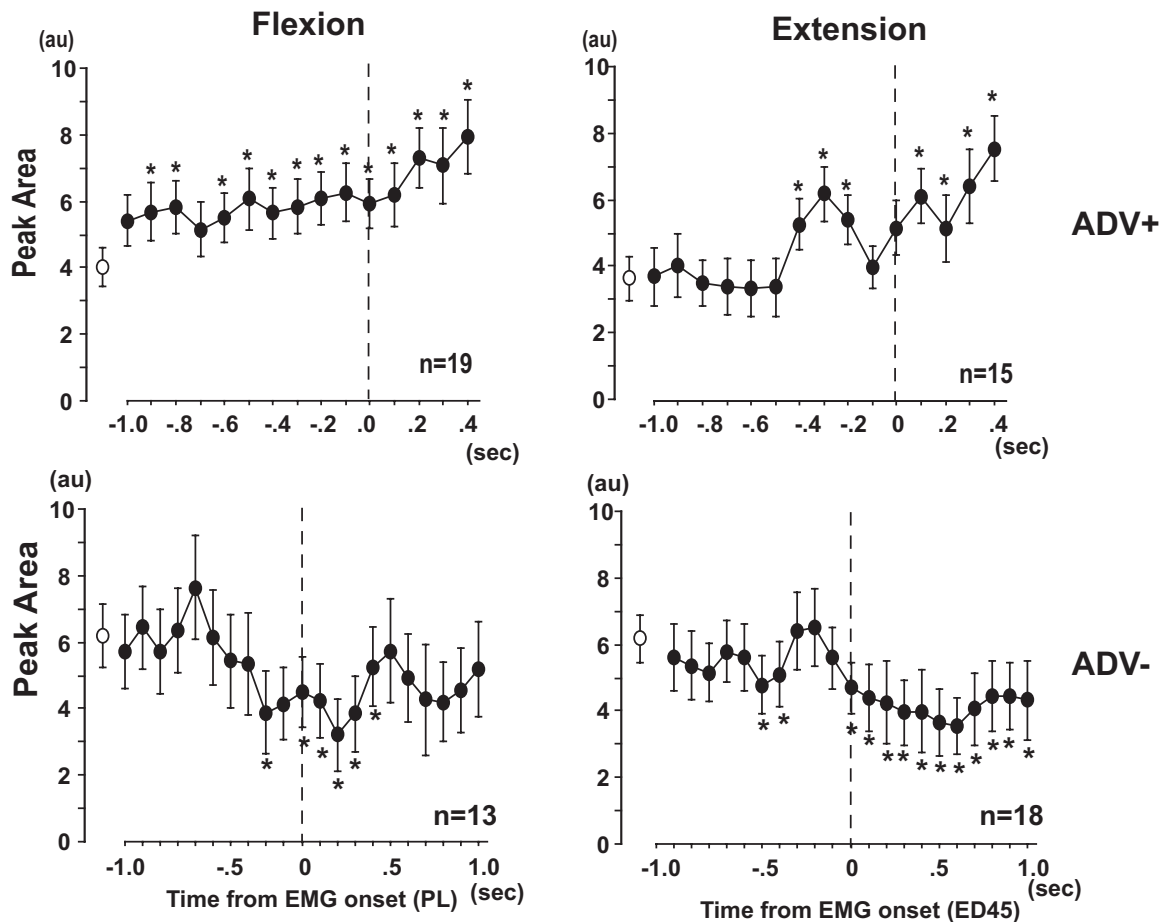 Flexion
Extension
(au)
(au)
Peak Area
10
8
6
4
2
0
* * * * * * * * * * * * *
n=19
-1.0 -.8 -.6 -.4 -.2 .0 .2 .4
(sec)
10
8
6
4
2
0
* * * * * * *
n=15
-1.0 -.8 -.6 -.4 -.2 0 .2 .4
(sec)
ADV+
(au)
(au)
Peak Area
10
8
6
4
2
0
* * * * * *
n=13
-1.0 -.5 0 .5 1.0
Time from EMG onset (PL) (sec)
10
8
6
4
2
0
* * * * * * * * * * * * *
n=18
-1.0 -.5 0 .5 1.0
(sec)
Time from EMG onset (ED45)
ADV-